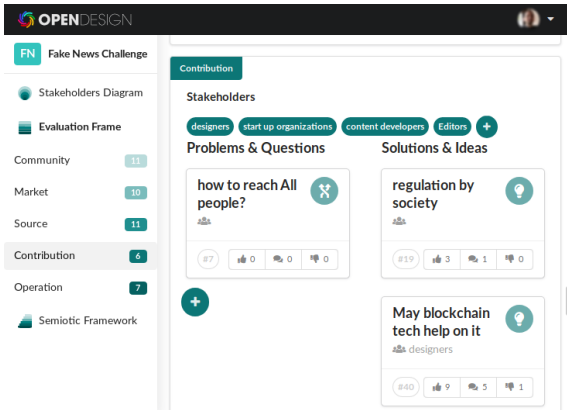 OPENDESIGN
FN Fake News Challenge
Stakeholders Diagram
Evaluation Frame
Community 11
Market 10
Source 11
Contribution 6
Operation 7
Semiotic Framework
Contribution
Stakeholders
designers start up organizations content developers Editors +
Problems & Questions
how to reach All
people?
#7 0 0 0
Solutions & Ideas
regulation by
society
#19 3 1 0
May blockchain
tech help on it
designers
#40 9 5 1